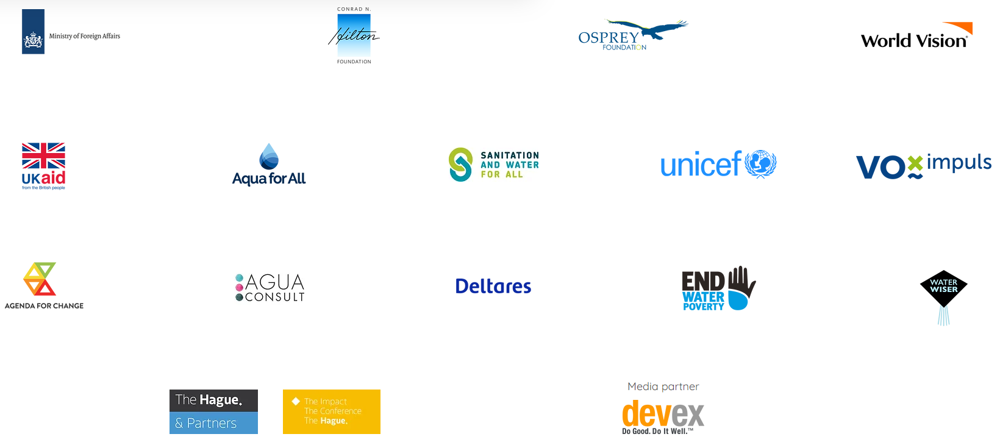 Ministry of Foreign Affairs
CONRAD N.
Hilton
FOUNDATION
OSPREY
FOUNDATION
World Vision
UKaid
from the British people
Aqua for All
SANITATION
AND WATER
FOR ALL
unicef
vox impuls
AGENDA FOR CHANGE
AGUA
CONSULT
Deltares
END
WATER
POVERTY
WATER
WISER
The Hague.
& Partners
The Impact
The Conference
The Hague.
Media partner
devex
Do Good. Do It Well.™